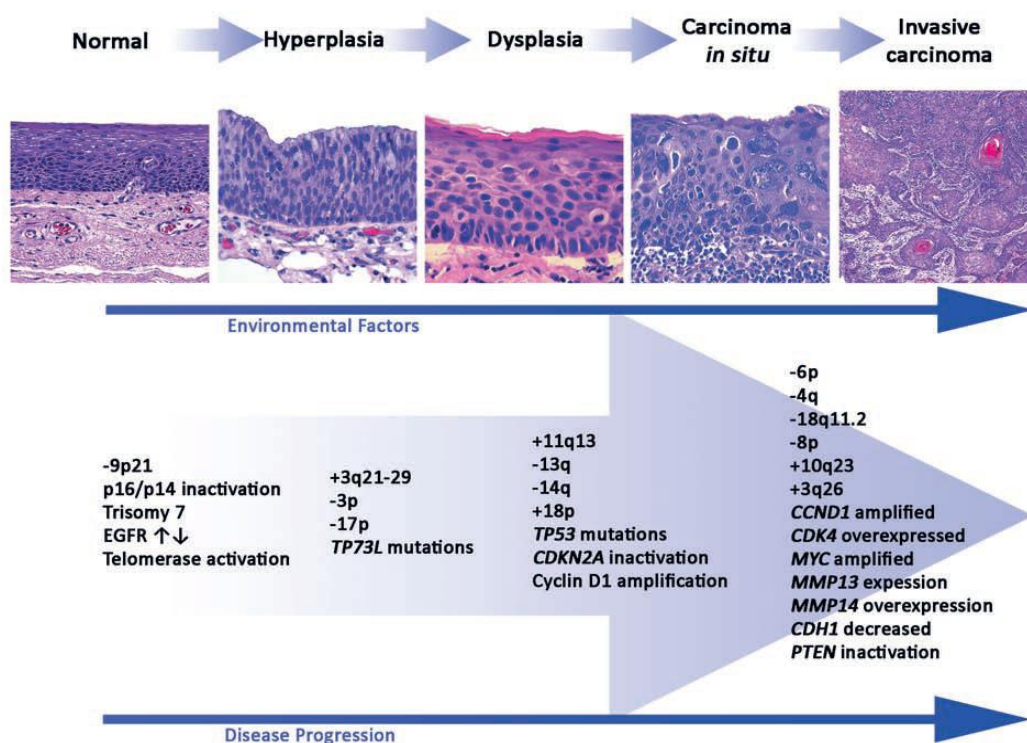 Normal
Hyperplasia
Dysplasia
Carcinoma
in situ
Invasive
carcinoma
Environmental Factors
-9p21
p16/p14 inactivation
Trisomy 7
EGFR ↑↓
Telomerase activation
+3q21-29
-3p
-17p
TP73L mutations
+11q13
-13q
-14q
+18p
TP53 mutations
CDKN2A inactivation
Cyclin D1 amplification
-6p
-4q
-18q11.2
-8p
+10q23
+3q26
CCND1 amplified
CDK4 overexpressed
MYC amplified
MMP13 expession
MMP14 overexpression
CDH1 decreased
PTEN inactivation
Disease Progression